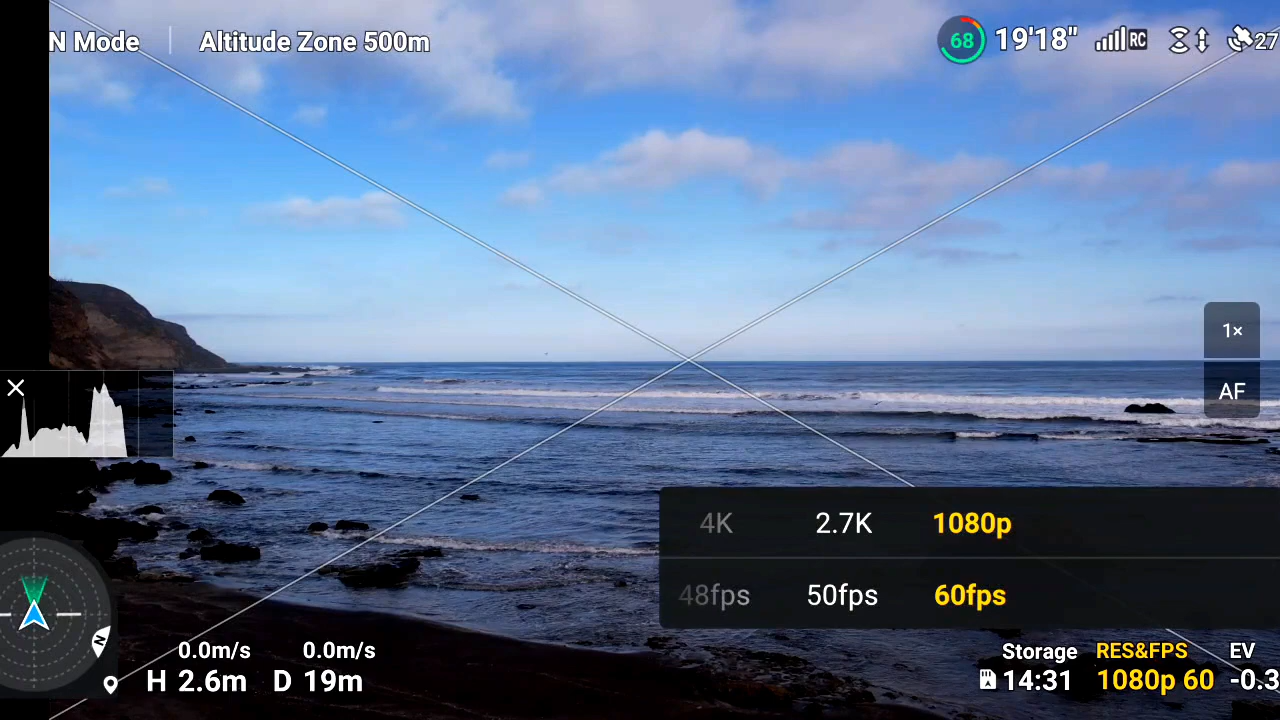 N Mode | Altitude Zone 500m
68 19'18" RC 27
1×
AF
4K 2.7K 1080p
48fps 50fps 60fps
N
0.0m/s 0.0m/s
H 2.6m D 19m
Storage RES&FPS EV
14:31 1080p 60 -0.3